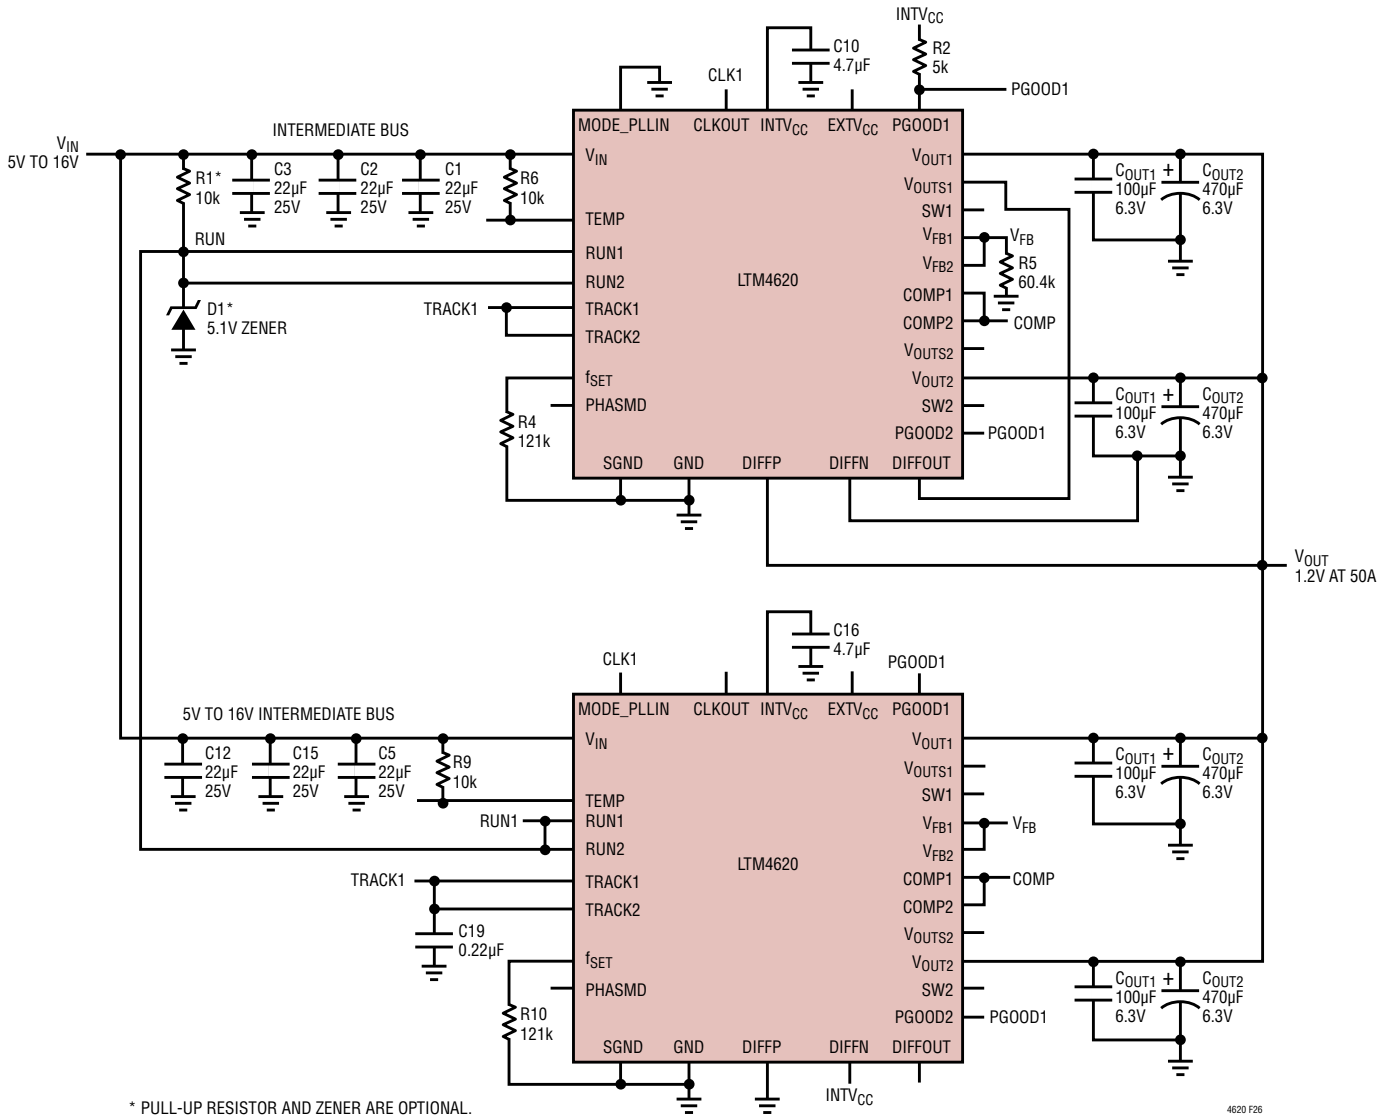 INTVCC
R2
5k
PGOOD1
C10
4.7µF
CLK1
MODE_PLLIN
CLKOUT
INTVCC
EXTVCC
PGOOD1
VIN
5V TO 16V
INTERMEDIATE BUS
R1*
10k
C3
22µF
25V
C2
22µF
25V
C1
22µF
25V
R6
10k
RUN
D1*
5.1V ZENER
TRACK1
R4
121k
VIN
TEMP
RUN1
RUN2
TRACK1
TRACK2
fSET
PHASMD
LTM4620
SGND
GND
DIFFP
DIFFN
DIFFOUT
VOUT1
VOUTS1
SW1
VFB1
VFB2
COMP1
COMP2
VOUTS2
VOUT2
SW2
PGOOD2
VFB
R5
60.4k
COMP
PGOOD1
COUT1
100µF
6.3V
+
COUT2
470µF
6.3V
COUT1
100µF
6.3V
+
COUT2
470µF
6.3V
VOUT
1.2V AT 50A
C16
4.7µF
CLK1
PGOOD1
MODE_PLLIN
CLKOUT
INTVCC
EXTVCC
PGOOD1
5V TO 16V INTERMEDIATE BUS
C12
22µF
25V
C15
22µF
25V
C5
22µF
25V
R9
10k
RUN1
TRACK1
C19
0.22µF
R10
121k
VIN
TEMP
RUN1
RUN2
TRACK1
TRACK2
fSET
PHASMD
LTM4620
SGND
GND
DIFFP
DIFFN
DIFFOUT
INTVCC
VOUT1
VOUTS1
SW1
VFB1
VFB2
COMP1
COMP2
VOUTS2
VOUT2
SW2
PGOOD2
VFB
COMP
PGOOD1
COUT1
100µF
6.3V
+
COUT2
470µF
6.3V
COUT1
100µF
6.3V
+
COUT2
470µF
6.3V
* PULL-UP RESISTOR AND ZENER ARE OPTIONAL.
4620 F26